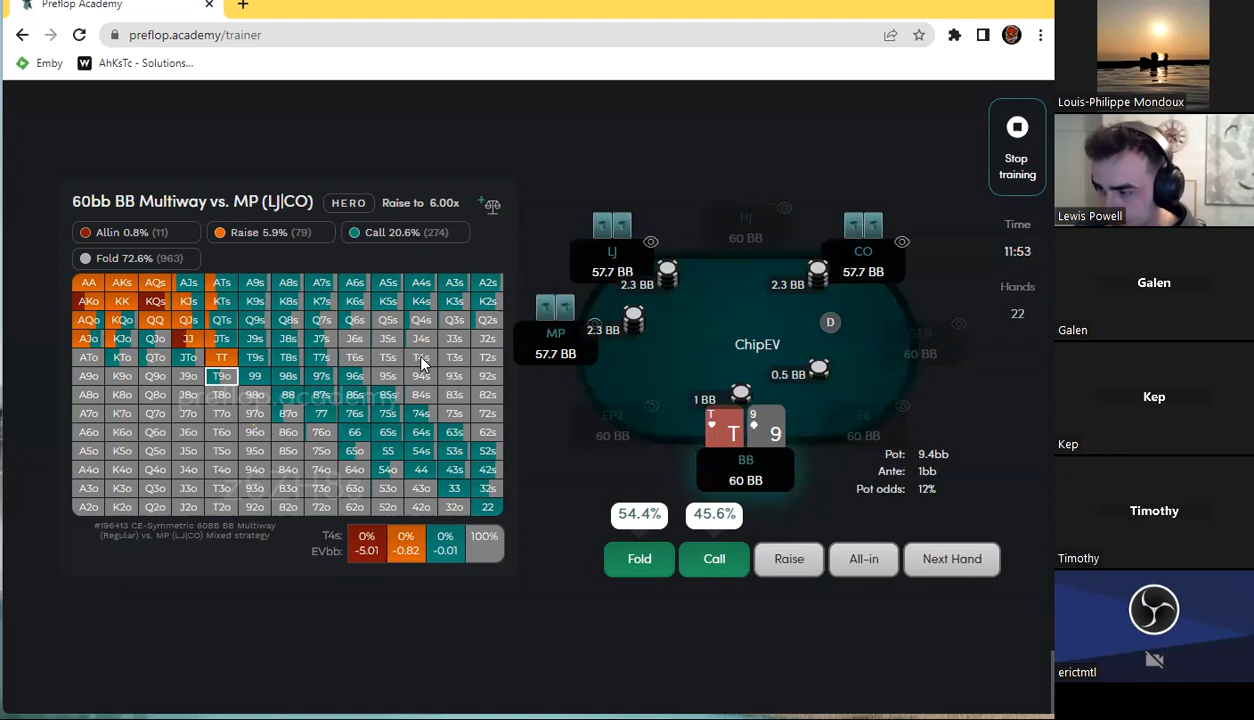 Preflop Academy
preflop.academy/trainer
Emby
AhKsTc - Solutions...
60bb BB Multiway vs. MP (LJ|CO)
HERO
Raise to 6.00x
Allin 0.8% (11)
Raise 5.9% (79)
Call 20.6% (274)
Fold 72.6% (963)
AA AKs AQs AJs ATs A9s A8s A7s A6s A5s A4s A3s A2s
AKo KK KQs KJs KTs K9s K8s K7s K6s K5s K4s K3s K2s
AQo KQo QQ QJs QTs Q9s Q8s Q7s Q6s Q5s Q4s Q3s Q2s
AJo KJo QJo JJ JTs J9s J8s J7s J6s J5s J4s J3s J2s
ATo KTo QTo JTo TT T9s T8s T7s T6s T5s T4s T3s T2s
A9o K9o Q9o J9o T9o 99 98s 97s 96s 95s 94s 93s 92s
A8o K8o Q8o J8o T8o 98o 88 87s 86s 85s 84s 83s 82s
A7o K7o Q7o J7o T7o 97o 87o 77 76s 75s 74s 73s 72s
A6o K6o Q6o J6o T6o 96o 86o 76o 66 65s 64s 63s 62s
A5o K5o Q5o J5o T5o 95o 85o 75o 65o 55 54s 53s 52s
A4o K4o Q4o J4o T4o 94o 84o 74o 64o 54o 44 43s 42s
A3o K3o Q3o J3o T3o 93o 83o 73o 63o 53o 43o 33 32s
A2o K2o Q2o J2o T2o 92o 82o 72o 62o 52o 42o 32o 22
preflop.academy
#196413 CE-Symmetric 60BB BB Multiway
(Regular) vs. MP (LJ|CO) Mixed strategy
T4s: 0% 0% 0% 100%
EVbb: -5.01 -0.82 -0.01
HJ
60 BB
LJ
57.7 BB
2.3 BB
CO
57.7 BB
2.3 BB
MP
57.7 BB
2.3 BB
D
ChipEV
60 BB
0.5 BB
1 BB
EP2
60 BB
60 BB
T T
9 9
BB
60 BB
Pot: 9.4bb
Ante: 1bb
Pot odds: 12%
54.4%
45.6%
Fold
Call
Raise
All-in
Next Hand
Stop
training
Time
11:53
Hands
22
Louis-Philippe Mondoux
Lewis Powell
Galen
Galen
Kep
Kep
Timothy
Timothy
erictmtl